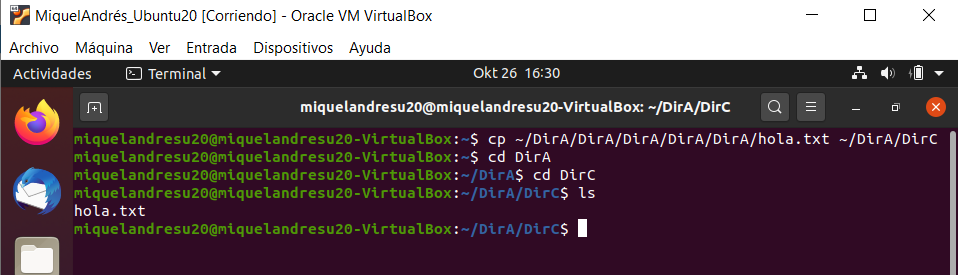 MiquelAndrés_Ubuntu20 [Corriendo] - Oracle VM VirtualBox
Archivo Máquina Ver Entrada Dispositivos Ayuda
Actividades Terminal Okt 26 16:30
miquelandresu20@miquelandresu20-VirtualBox: ~/DirA/DirC
miquelandresu20@miquelandresu20-VirtualBox:~$ cp ~/DirA/DirA/DirA/DirA/DirA/hola.txt ~/DirA/DirC
miquelandresu20@miquelandresu20-VirtualBox:~$ cd DirA
miquelandresu20@miquelandresu20-VirtualBox:~/DirA$ cd DirC
miquelandresu20@miquelandresu20-VirtualBox:~/DirA/DirC$ ls
hola.txt
miquelandresu20@miquelandresu20-VirtualBox:~/DirA/DirC$